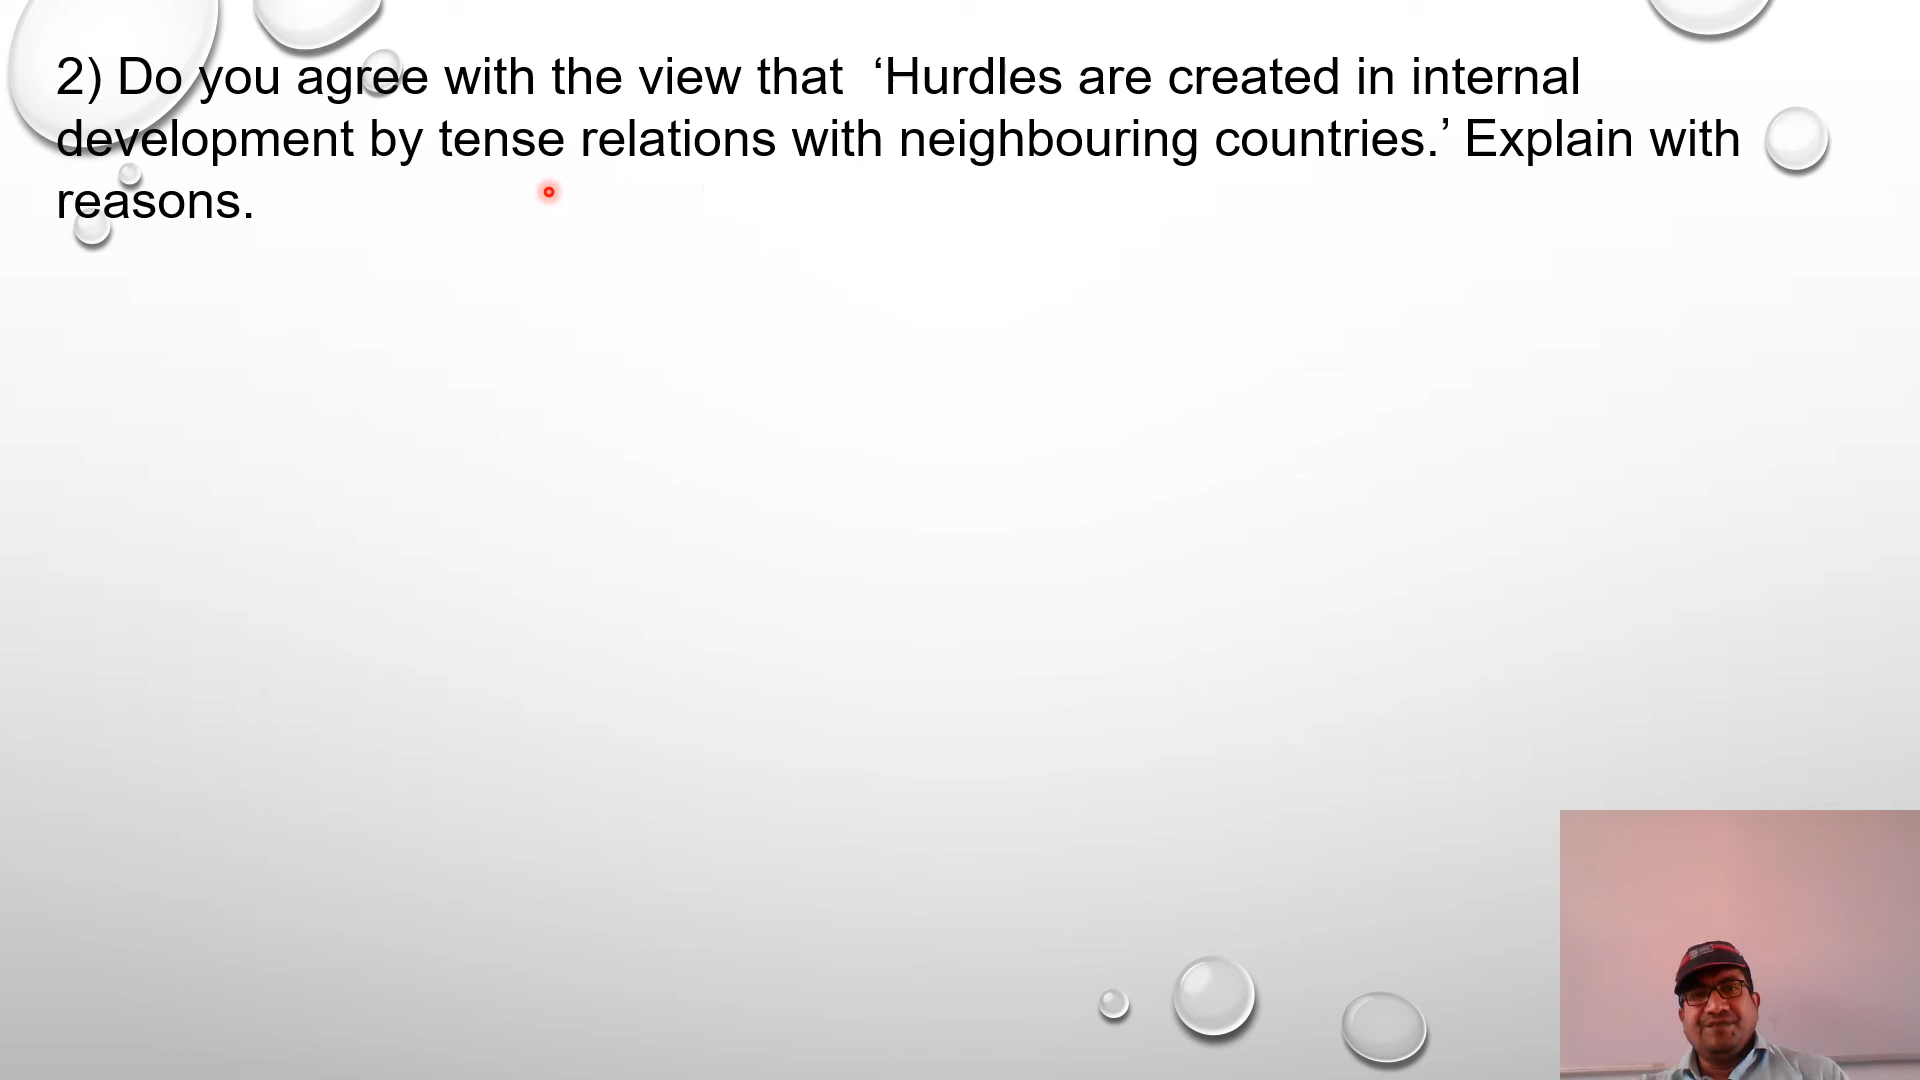 2) Do you agree with the view that  ‘Hurdles are created in internal
development by tense relations with neighbouring countries.’ Explain with
reasons.